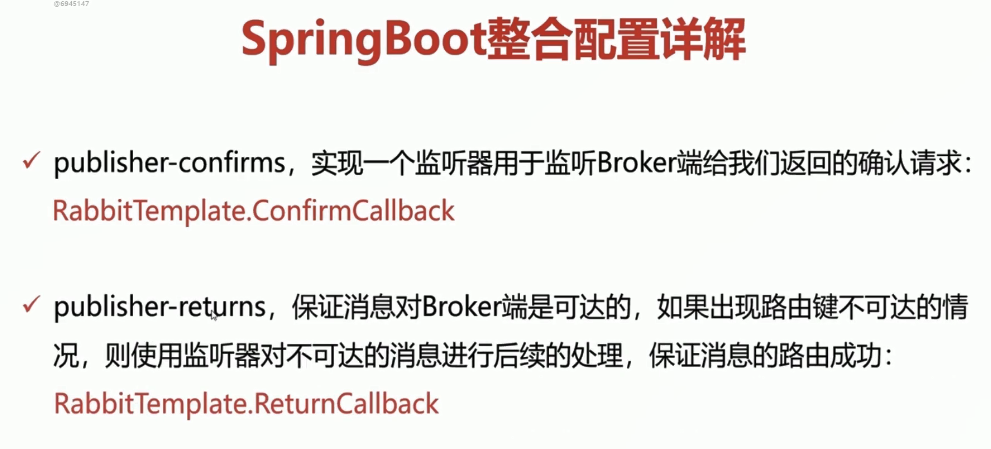 @6945147
SpringBoot整合配置详解
✓ publisher-confirms，实现一个监听器用于监听Broker端给我们返回的确认请求：
RabbitTemplate.ConfirmCallback
✓ publisher-returns，保证消息对Broker端是可达的，如果出现路由键不可达的情
况，则使用监听器对不可达的消息进行后续的处理，保证消息的路由成功：
RabbitTemplate.ReturnCallback